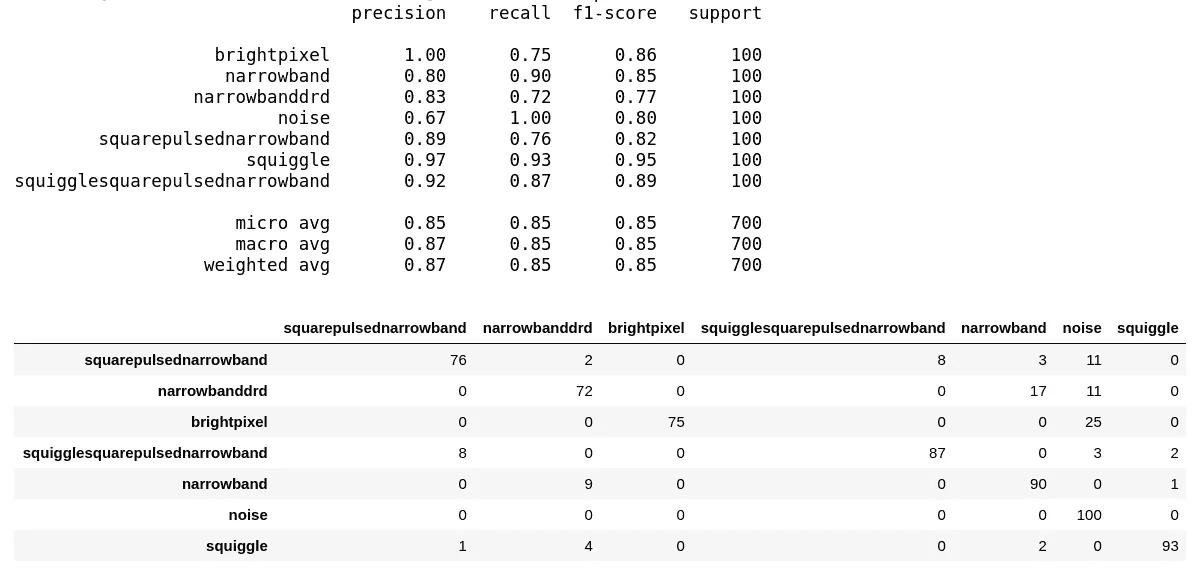 precision recall f1-score support
brightpixel 1.00 0.75 0.86 100
narrowband 0.80 0.90 0.85 100
narrowbanddrd 0.83 0.72 0.77 100
noise 0.67 1.00 0.80 100
squarepulsednarrowband 0.89 0.76 0.82 100
squiggle 0.97 0.93 0.95 100
squigglesquarepulsednarrowband 0.92 0.87 0.89 100
micro avg 0.85 0.85 0.85 700
macro avg 0.87 0.85 0.85 700
weighted avg 0.87 0.85 0.85 700
squarepulsednarrowband narrowbanddrd brightpixel squigglesquarepulsednarrowband narrowband noise squiggle
squarepulsednarrowband 76 2 0 8 3 11 0
narrowbanddrd 0 72 0 0 17 11 0
brightpixel 0 0 75 0 0 25 0
squigglesquarepulsednarrowband 8 0 0 87 0 3 2
narrowband 0 9 0 0 90 0 1
noise 0 0 0 0 0 100 0
squiggle 1 4 0 0 2 0 93